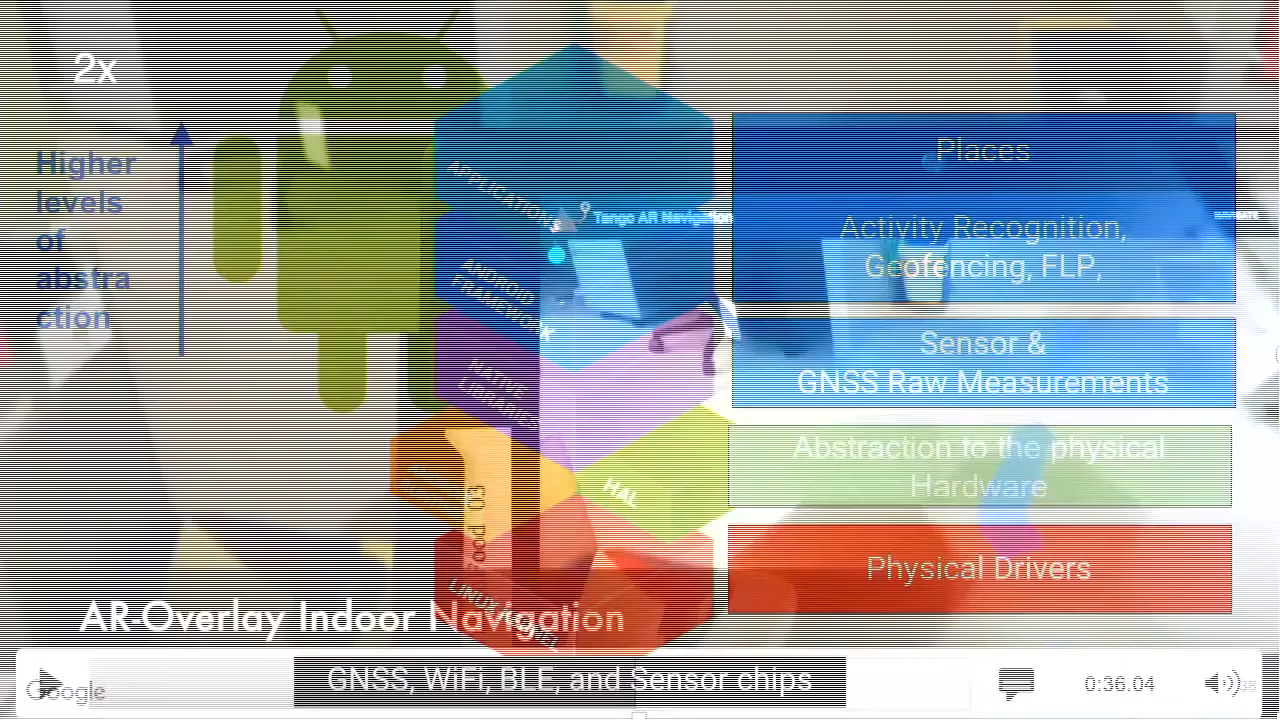 2x
Higher
levels
of
abstra
ction
APPLICATIONS
Tango AR Navigation
ANDROID
FRAMEWORK
NATIVE
LIBRARIES
HAL
LINUX KERNEL
Places
Activity Recognition,
Geofencing, FLP,
Sensor &
GNSS Raw Measurements
Abstraction to the physical
Hardware
Physical Drivers
AR-Overlay Indoor Navigation
GNSS, WiFi, BLE, and Sensor chips
Google
0:36.04